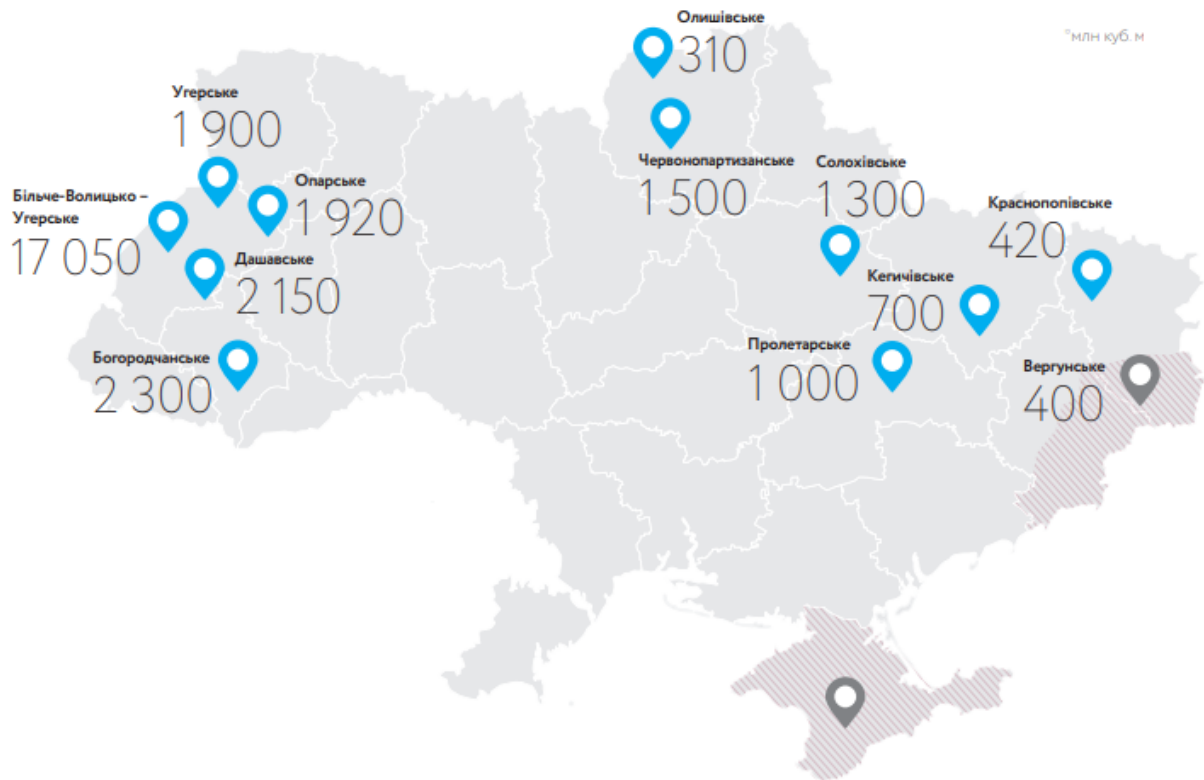 Олишівське
310
*млн куб. м
Угерське
1 900
Червонопартизанське
1 500
Солохівське
1 300
Більче-Волицько –
Угерське
17 050
Опарське
1 920
Краснопопівське
420
Дашавське
2 150
Кегичівське
700
Пролетарське
1 000
Богородчанське
2 300
Вергунське
400